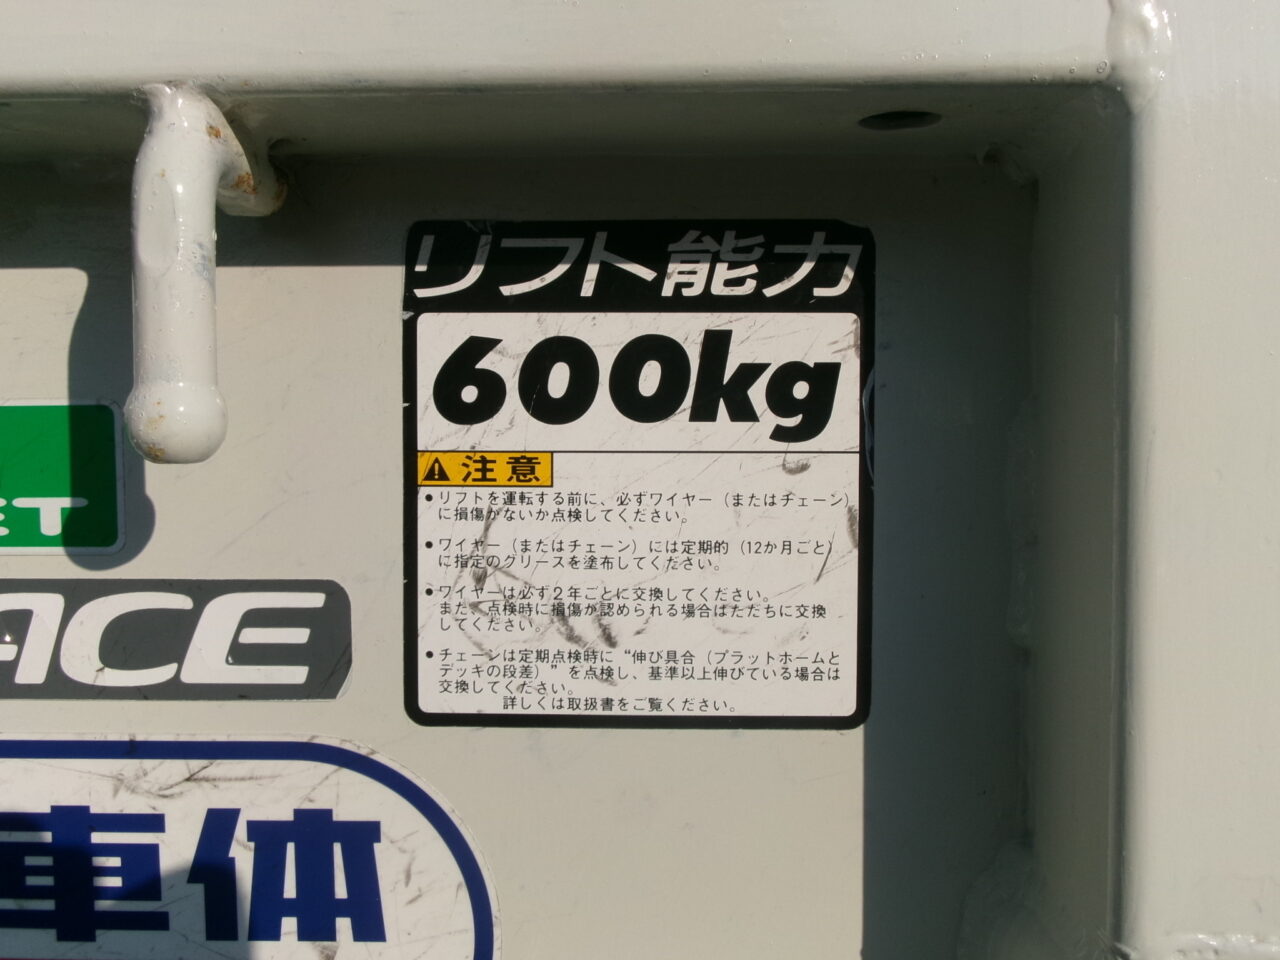 リフト能力
600kg
注意
●リフトを運転する前に、必ずワイヤー（またはチェーン）
に損傷がないか点検してください。
●ワイヤー（またはチェーン）には定期的（12か月ごと）
に指定のグリースを塗布してください。
●ワイヤーは必ず2年ごとに交換してください。
また、点検時に損傷が認められる場合はただちに交換
してください。
●チェーンは定期点検時に“伸び具合（プラットホームと
デッキの段差）”を点検し、基準以上伸びている場合は
交換してください。
詳しくは取扱書をご覧ください。
ET
ACE
車体